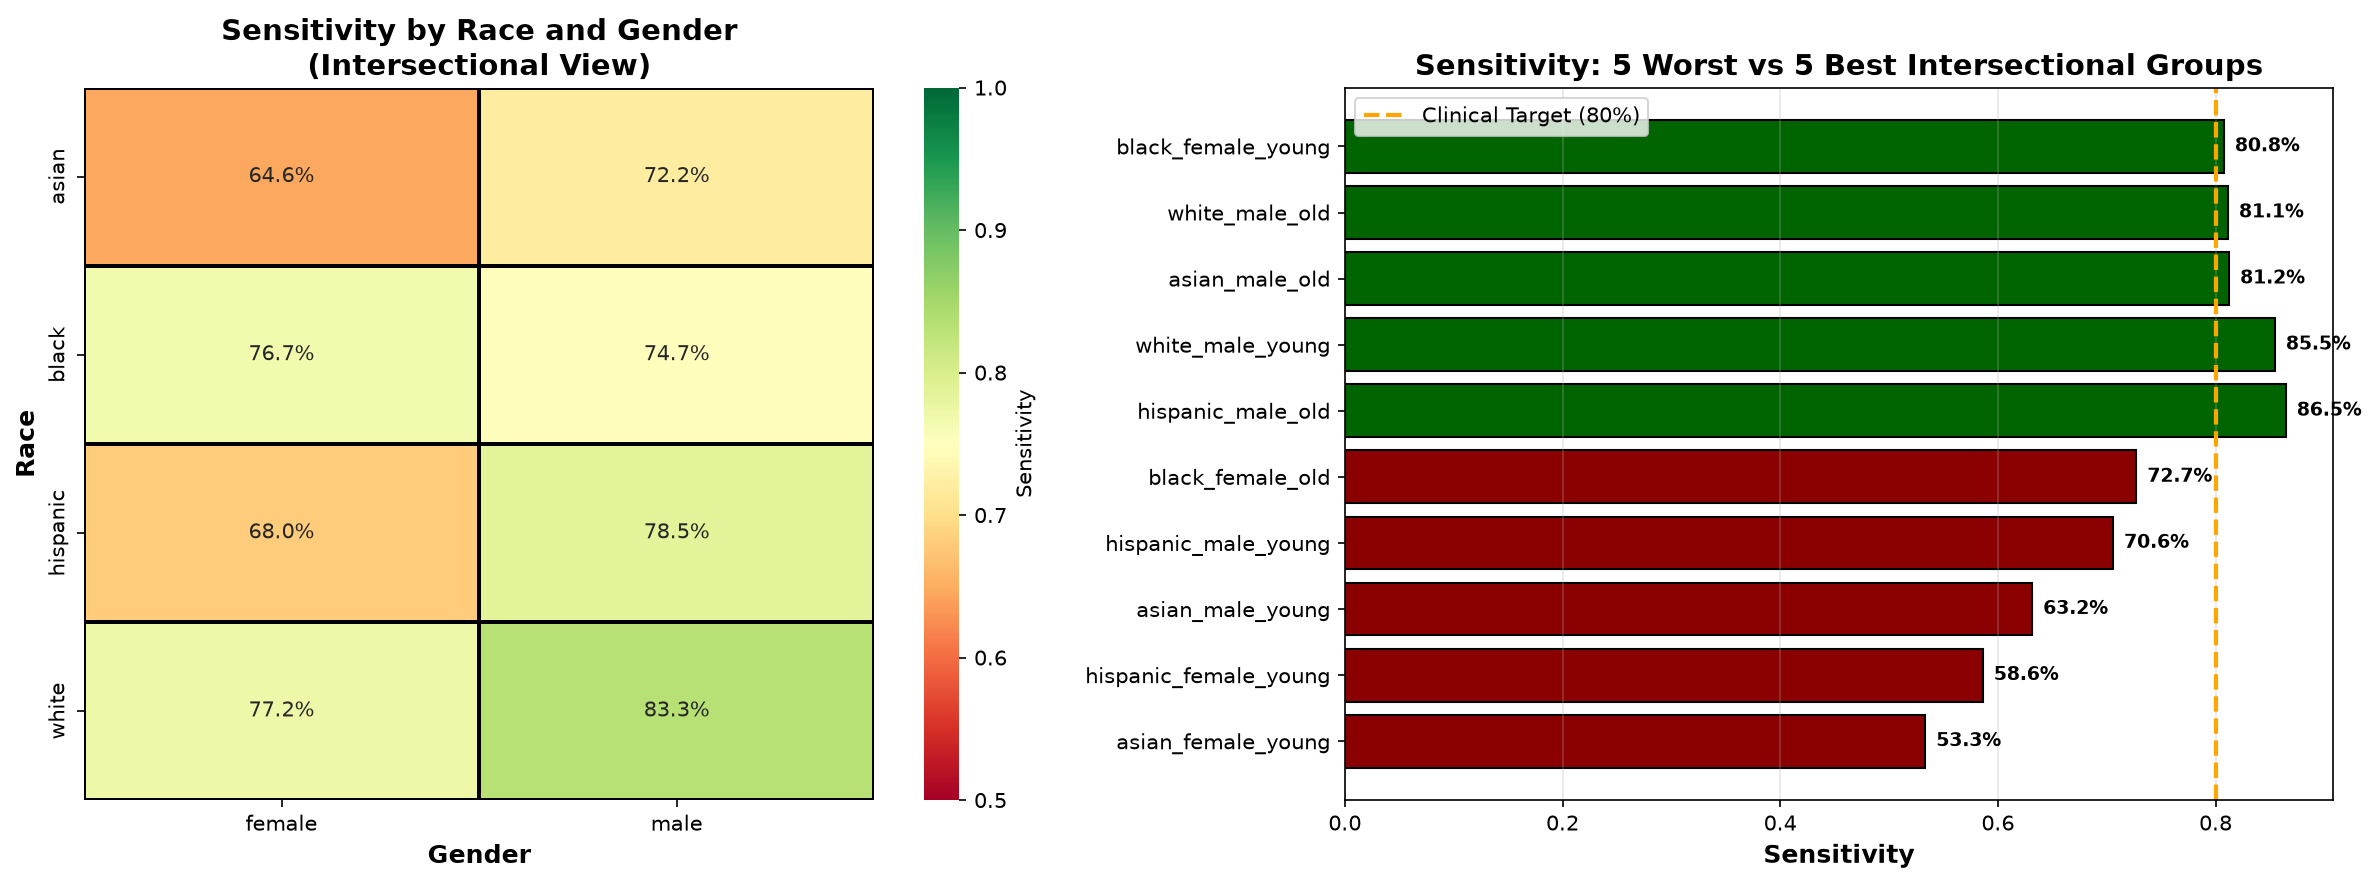 Sensitivity by Race and Gender
(Intersectional View)
Race
asian
black
hispanic
white
64.6%
72.2%
76.7%
74.7%
68.0%
78.5%
77.2%
83.3%
female
male
Gender
1.0
0.9
0.8
0.7
0.6
0.5
Sensitivity
Sensitivity: 5 Worst vs 5 Best Intersectional Groups
Clinical Target (80%)
black_female_young
80.8%
white_male_old
81.1%
asian_male_old
81.2%
white_male_young
85.5%
hispanic_male_old
86.5%
black_female_old
72.7%
hispanic_male_young
70.6%
asian_male_young
63.2%
hispanic_female_young
58.6%
asian_female_young
53.3%
0.0
0.2
0.4
0.6
0.8
Sensitivity